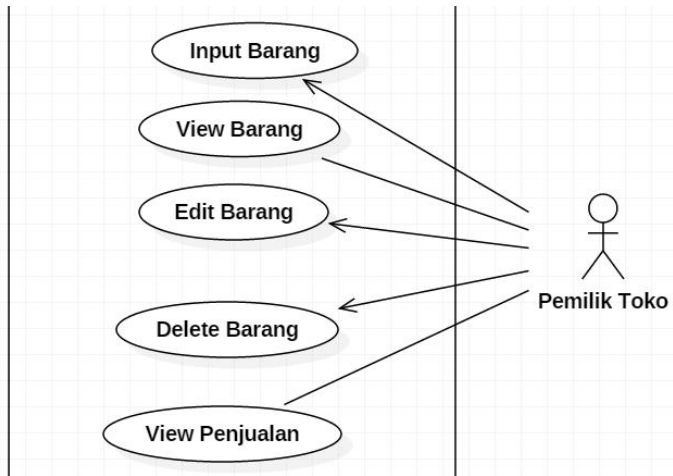 Input Barang
View Barang
Edit Barang
Delete Barang
Pemilik Toko
View Penjualan